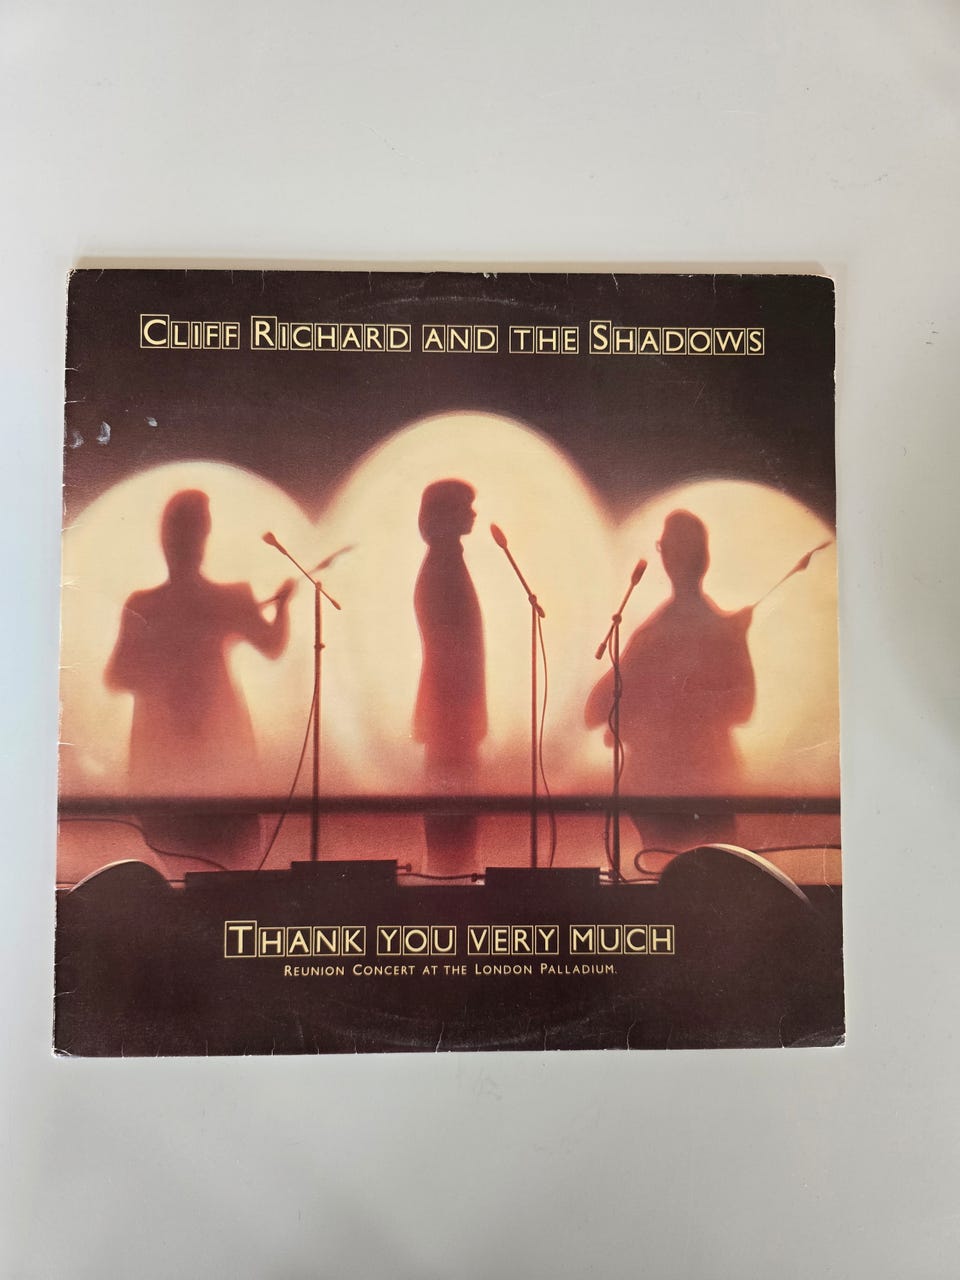 Cliff Richard and the Shadows
Thank you very much
Reunion Concert at the London Palladium.